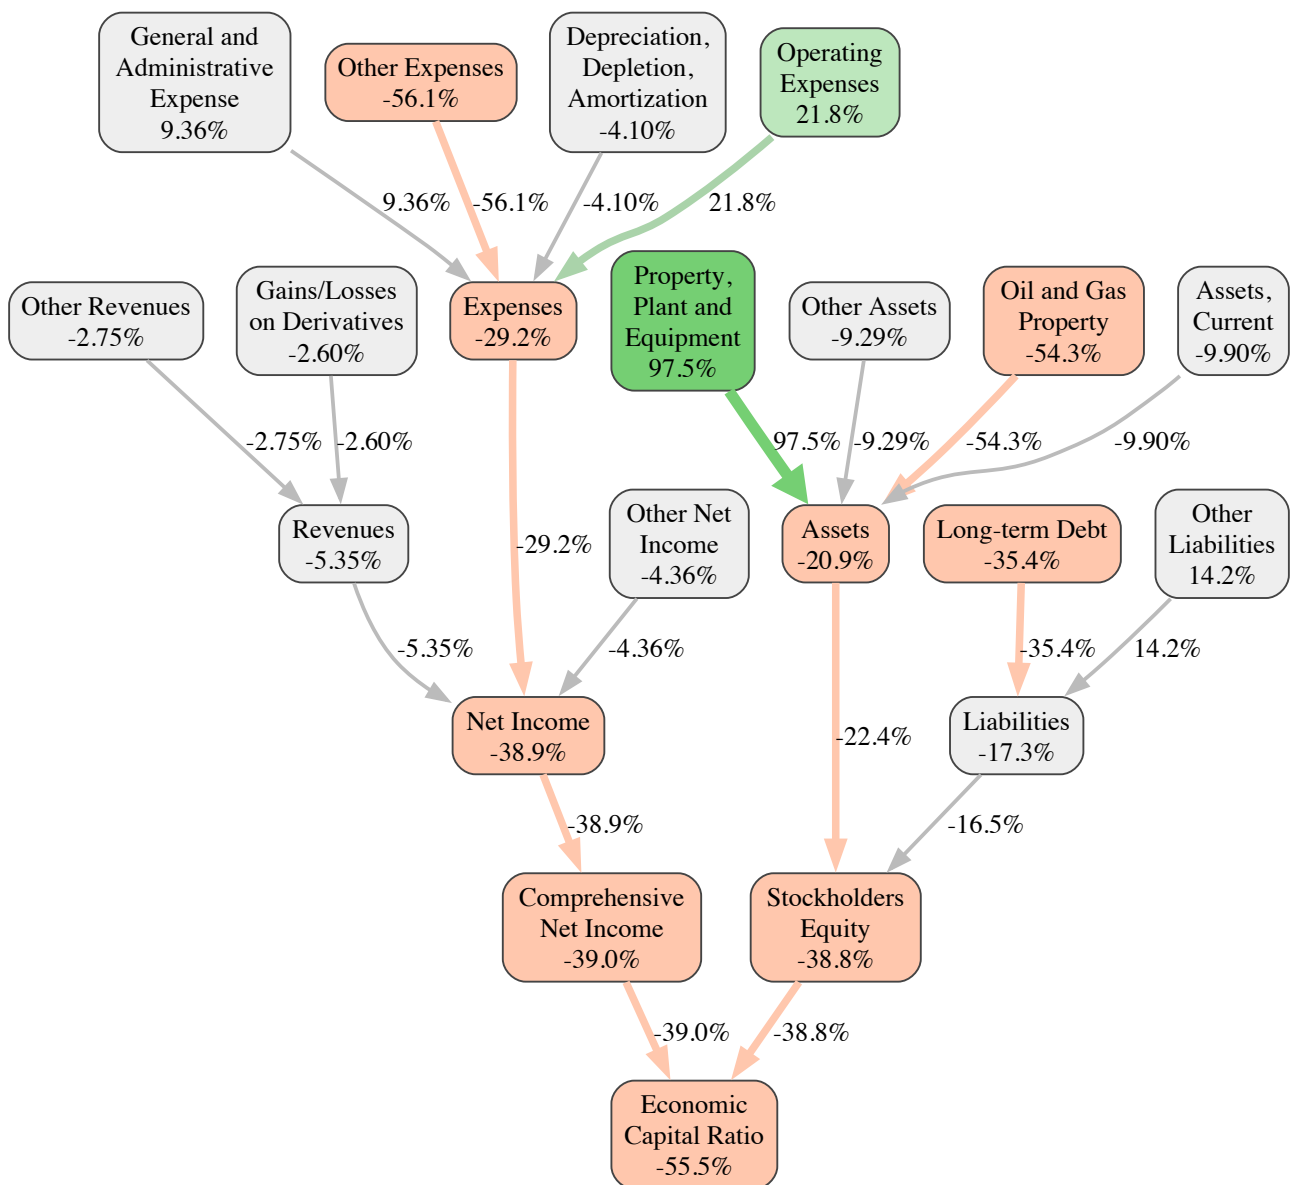 General and
Administrative
Expense
9.36%
Other Expenses
-56.1%
Depreciation,
Depletion,
Amortization
-4.10%
Operating
Expenses
21.8%
9.36%
-56.1%
-4.10%
21.8%
Other Revenues
-2.75%
Gains/Losses
on Derivatives
-2.60%
Expenses
-29.2%
Property,
Plant and
Equipment
97.5%
Other Assets
-9.29%
Oil and Gas
Property
-54.3%
Assets,
Current
-9.90%
-2.75%
-2.60%
97.5%
-9.29%
-54.3%
-9.90%
Revenues
-5.35%
-29.2%
Other Net
Income
-4.36%
Assets
-20.9%
Long-term Debt
-35.4%
Other
Liabilities
14.2%
-5.35%
-4.36%
-35.4%
14.2%
Net Income
-38.9%
-22.4%
Liabilities
-17.3%
-38.9%
-16.5%
Comprehensive
Net Income
-39.0%
Stockholders
Equity
-38.8%
-39.0%
-38.8%
Economic
Capital Ratio
-55.5%